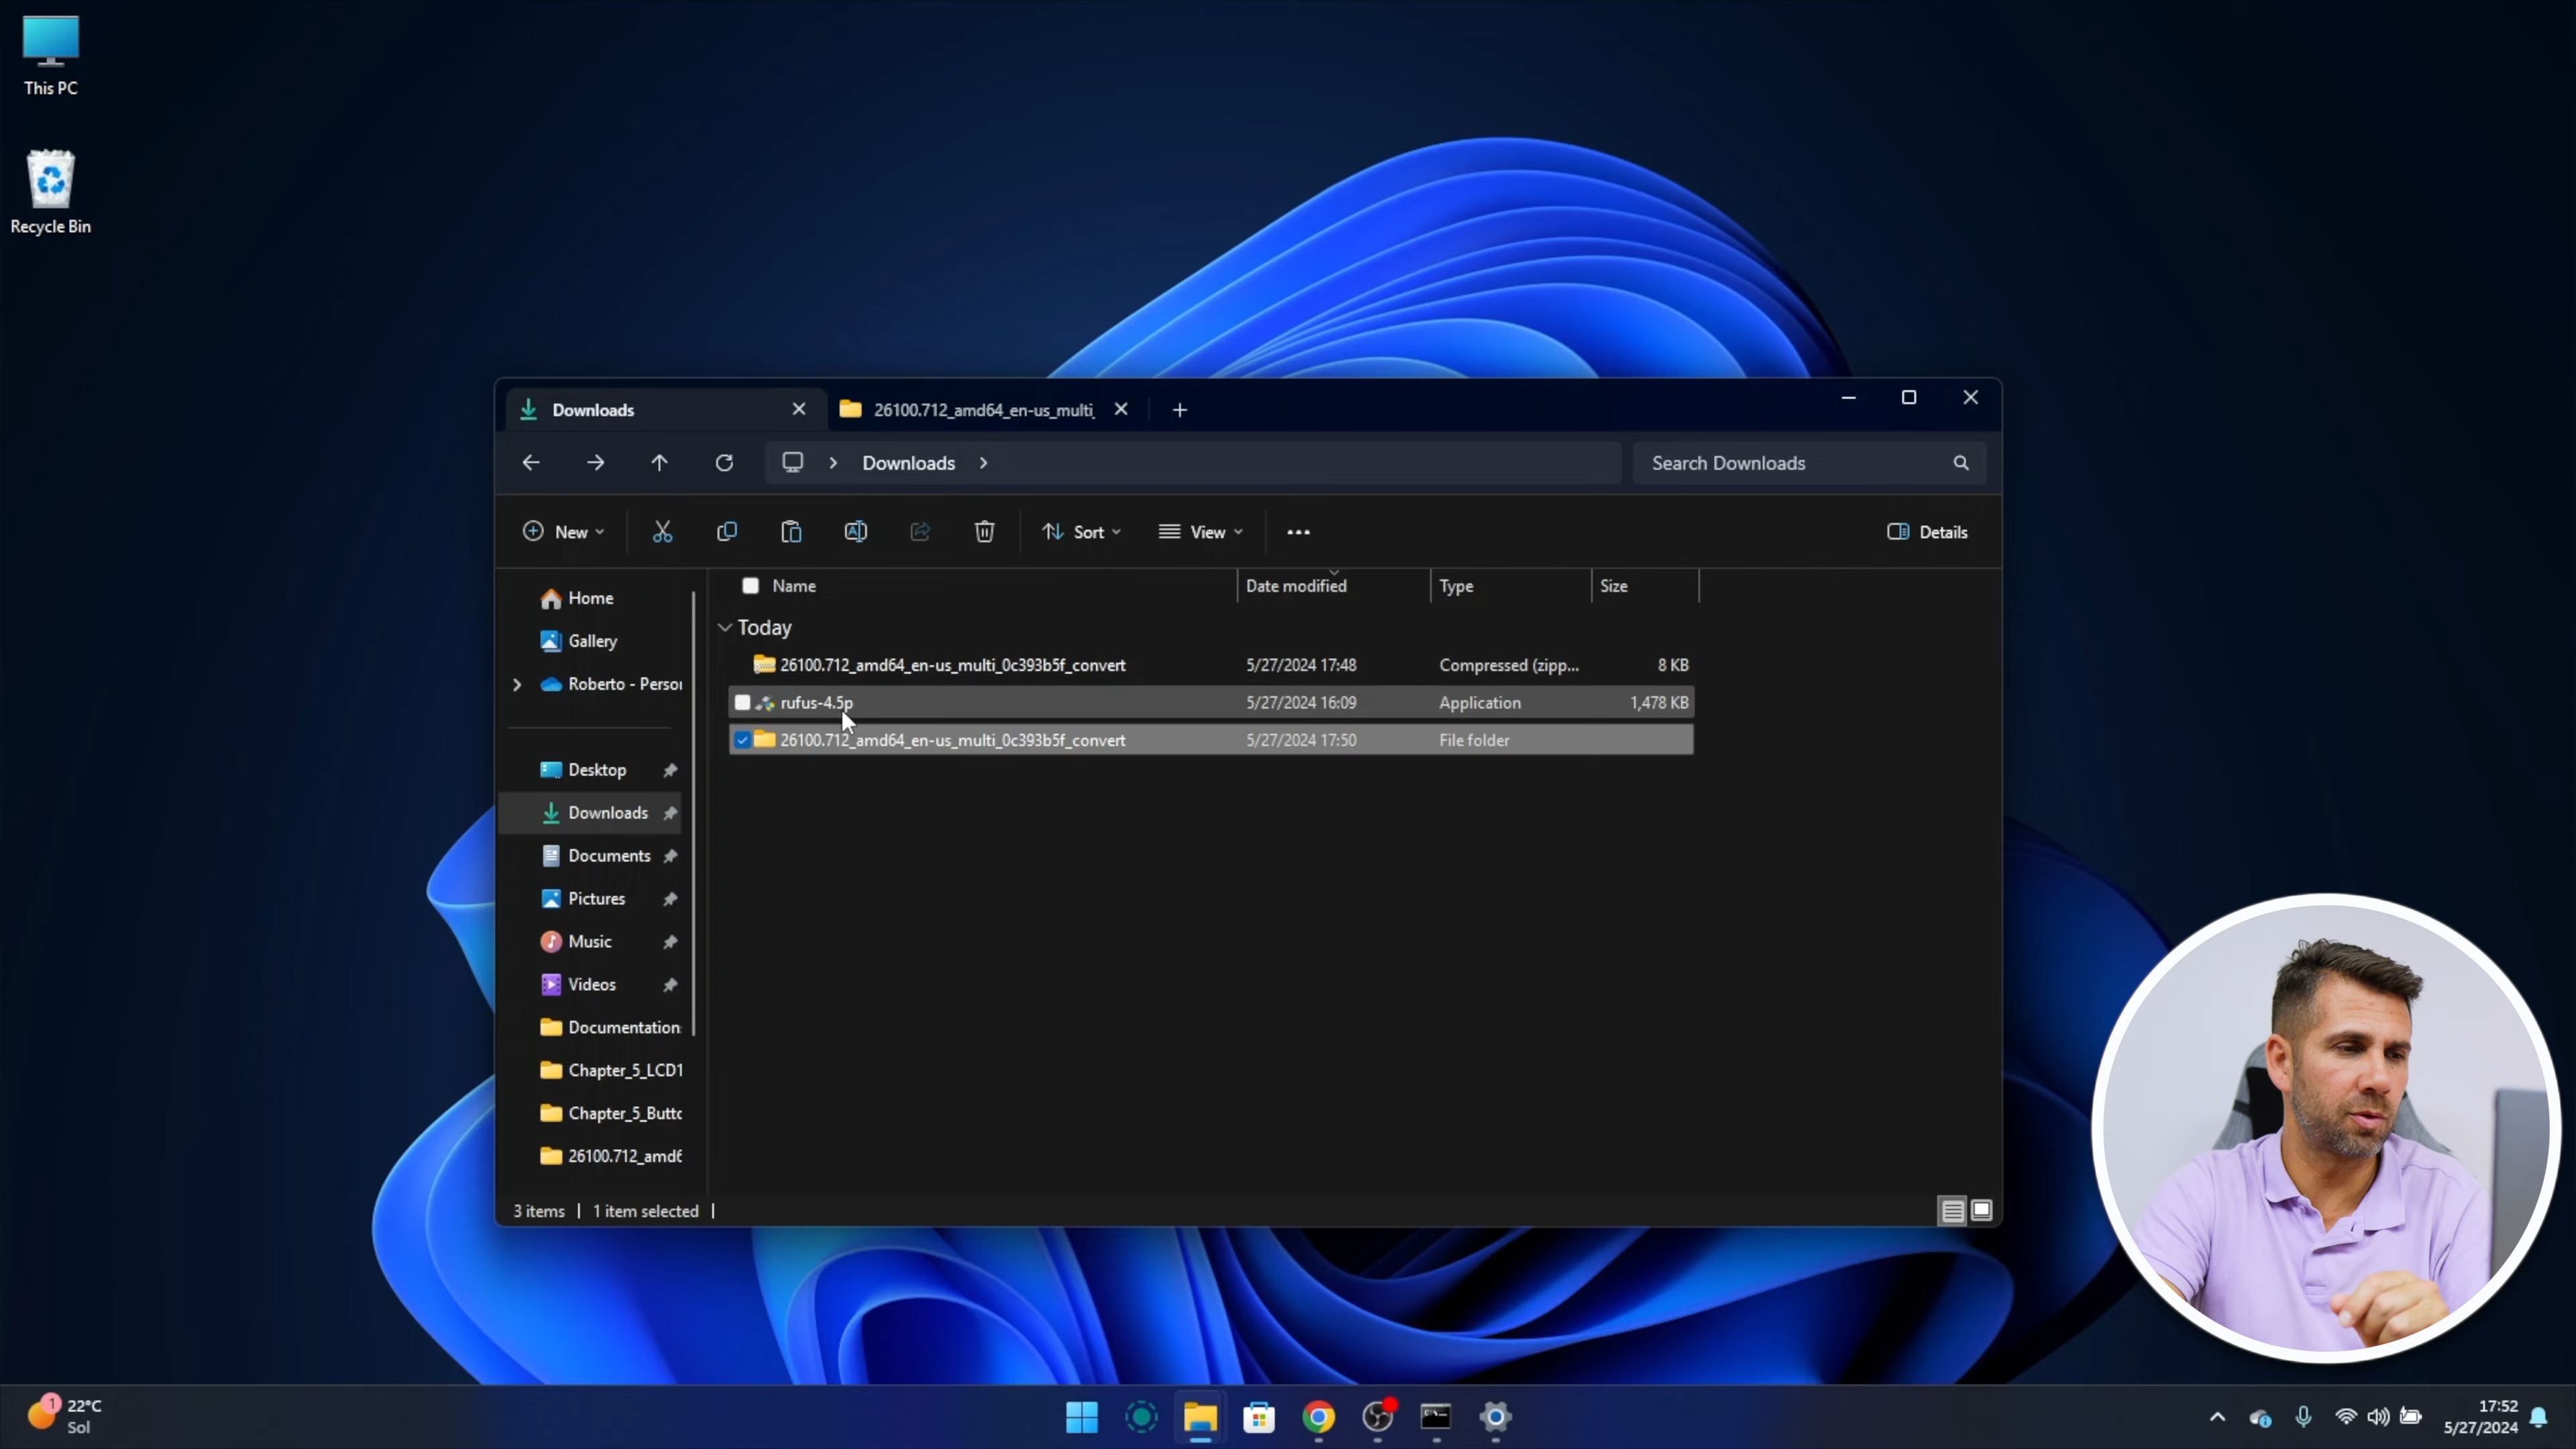 This PC
Recycle Bin
Downloads
26100.712_amd64_en-us_multi_
Downloads
Search Downloads
New
Sort
View
Details
Name
Date modified
Type
Size
Home
Gallery
Roberto - Person
Desktop
Downloads
Documents
Pictures
Music
Videos
Documentation
Chapter_5_LCD1
Chapter_5_Butto
26100.712_amd6
Today
26100.712_amd64_en-us_multi_0c393b5f_convert 5/27/2024 17:48 Compressed (zipp... 8 KB
rufus-4.5p 5/27/2024 16:09 Application 1,478 KB
26100.712_amd64_en-us_multi_0c393b5f_convert 5/27/2024 17:50 File folder
3 items | 1 item selected |
1
22°C
Sol
17:52
5/27/2024